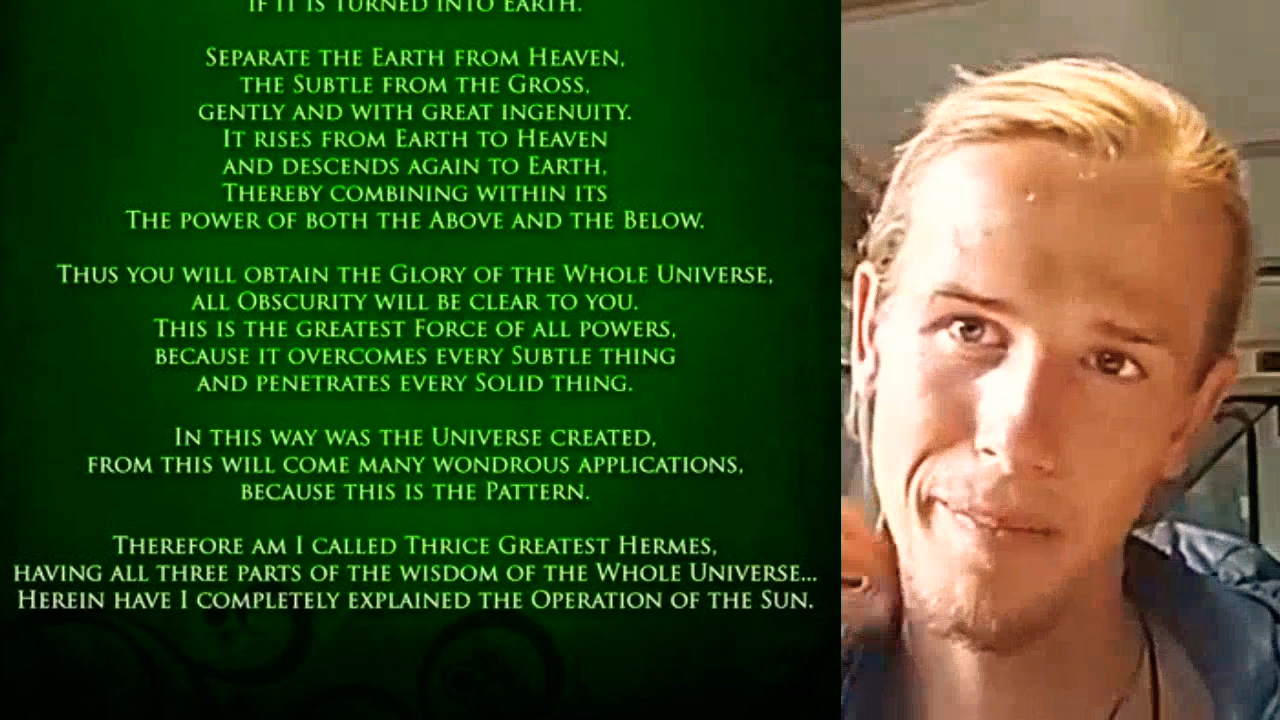 IF IT IS TURNED INTO EARTH.
SEPARATE THE EARTH FROM HEAVEN,
THE SUBTLE FROM THE GROSS,
GENTLY AND WITH GREAT INGENUITY.
IT RISES FROM EARTH TO HEAVEN
AND DESCENDS AGAIN TO EARTH,
THEREBY COMBINING WITHIN ITS
THE POWER OF BOTH THE ABOVE AND THE BELOW.
THUS YOU WILL OBTAIN THE GLORY OF THE WHOLE UNIVERSE,
ALL OBSCURITY WILL BE CLEAR TO YOU.
THIS IS THE GREATEST FORCE OF ALL POWERS,
BECAUSE IT OVERCOMES EVERY SUBTLE THING
AND PENETRATES EVERY SOLID THING.
IN THIS WAY WAS THE UNIVERSE CREATED,
FROM THIS WILL COME MANY WONDROUS APPLICATIONS,
BECAUSE THIS IS THE PATTERN.
THEREFORE AM I CALLED THRICE GREATEST HERMES,
HAVING ALL THREE PARTS OF THE WISDOM OF THE WHOLE UNIVERSE...
HEREIN HAVE I COMPLETELY EXPLAINED THE OPERATION OF THE SUN.